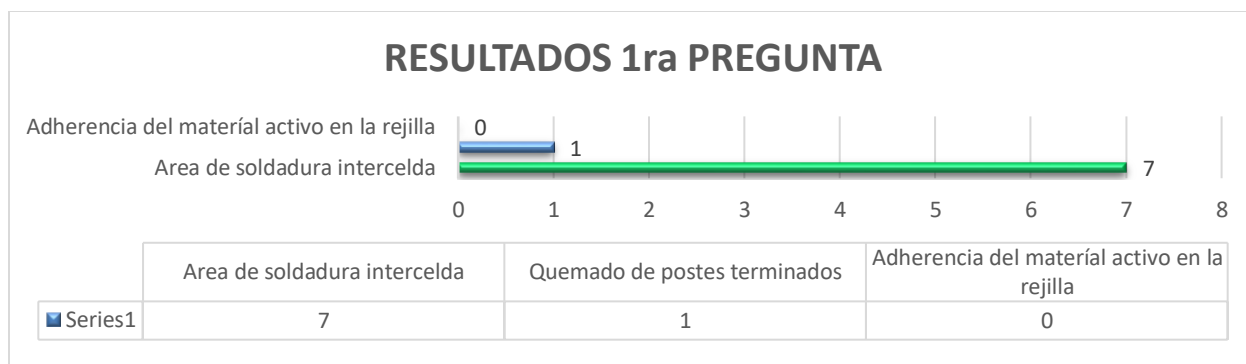 RESULTADOS 1ra PREGUNTA
Adherencia del materíal activo en la rejilla
0
1
Area de soldadura intercelda
7
0 1 2 3 4 5 6 7 8
Area de soldadura intercelda Quemado de postes terminados Adherencia del materíal activo en la
rejilla
Series1 7 1 0